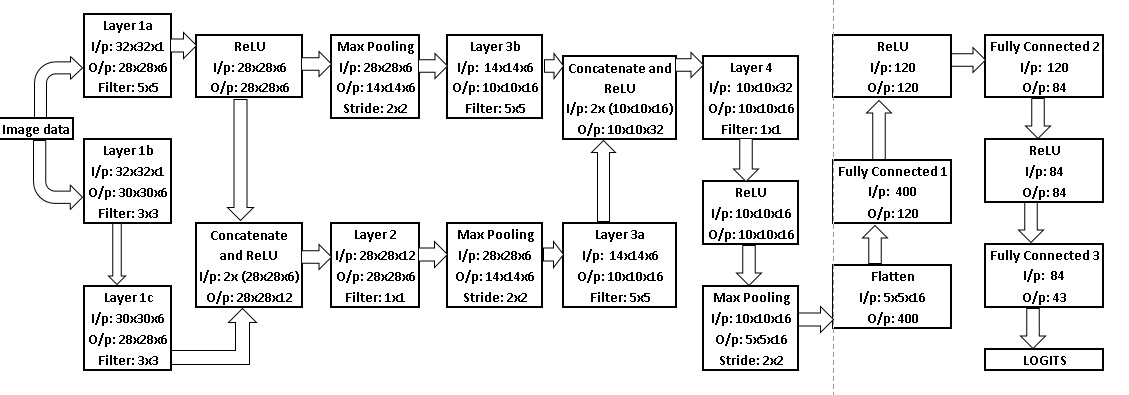 Image data
Layer 1a
I/p: 32x32x1
O/p: 28x28x6
Filter: 5x5
Layer 1b
I/p: 32x32x1
O/p: 30x30x6
Filter: 3x3
Layer 1c
I/p: 30x30x6
O/p: 28x28x6
Filter: 3x3
ReLU
I/p: 28x28x6
O/p: 28x28x6
Concatenate
and ReLU
I/p: 2x (28x28x6)
O/p: 28x28x12
Max Pooling
I/p: 28x28x6
O/p: 14x14x6
Stride: 2x2
Layer 2
I/p: 28x28x12
O/p: 28x28x6
Filter: 1x1
Layer 3b
I/p: 14x14x6
O/p: 10x10x16
Filter: 5x5
Max Pooling
I/p: 28x28x6
O/p: 14x14x6
Stride: 2x2
Concatenate and
ReLU
I/p: 2x (10x10x16)
O/p: 10x10x32
Layer 3a
I/p: 14x14x6
O/p: 10x10x16
Filter: 5x5
Layer 4
I/p: 10x10x32
O/p: 10x10x16
Filter: 1x1
ReLU
I/p: 10x10x16
O/p: 10x10x16
Max Pooling
I/p: 10x10x16
O/p: 5x5x16
Stride: 2x2
Flatten
I/p: 5x5x16
O/p: 400
Fully Connected 1
I/p: 400
O/p: 120
ReLU
I/p: 120
O/p: 120
Fully Connected 2
I/p: 120
O/p: 84
ReLU
I/p: 84
O/p: 84
Fully Connected 3
I/p: 84
O/p: 43
LOGITS